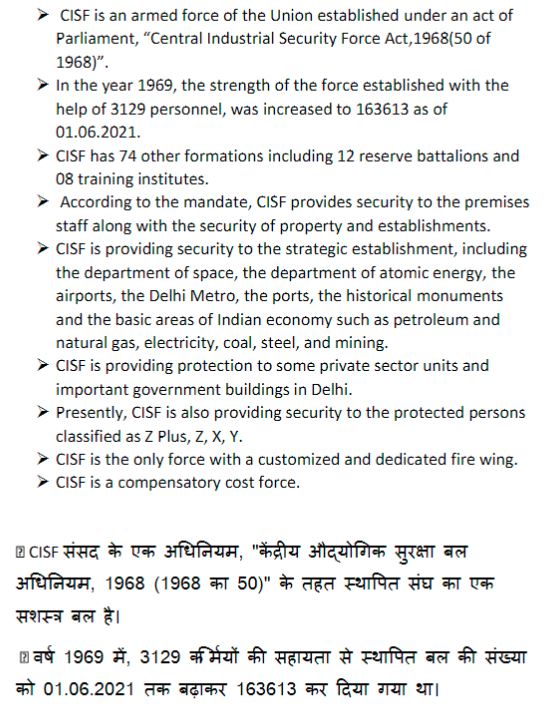 ➤ CISF is an armed force of the Union established under an act of
Parliament, “Central Industrial Security Force Act,1968(50 of
1968)”.
➤ In the year 1969, the strength of the force established with the
help of 3129 personnel, was increased to 163613 as of
01.06.2021.
➤ CISF has 74 other formations including 12 reserve battalions and
08 training institutes.
➤ According to the mandate, CISF provides security to the premises
staff along with the security of property and establishments.
➤ CISF is providing security to the strategic establishment, including
the department of space, the department of atomic energy, the
airports, the Delhi Metro, the ports, the historical monuments
and the basic areas of Indian economy such as petroleum and
natural gas, electricity, coal, steel, and mining.
➤ CISF is providing protection to some private sector units and
important government buildings in Delhi.
➤ Presently, CISF is also providing security to the protected persons
classified as Z Plus, Z, X, Y.
➤ CISF is the only force with a customized and dedicated fire wing.
➤ CISF is a compensatory cost force.
CISF संसद के एक अधिनियम, "केंद्रीय औद्योगिक सुरक्षा बल
अधिनियम, 1968 (1968 का 50)" के तहत स्थापित संघ का एक
सशस्त्र बल है।
वर्ष 1969 में, 3129 कर्मियों की सहायता से स्थापित बल की संख्या
को 01.06.2021 तक बढ़ाकर 163613 कर दिया गया था।